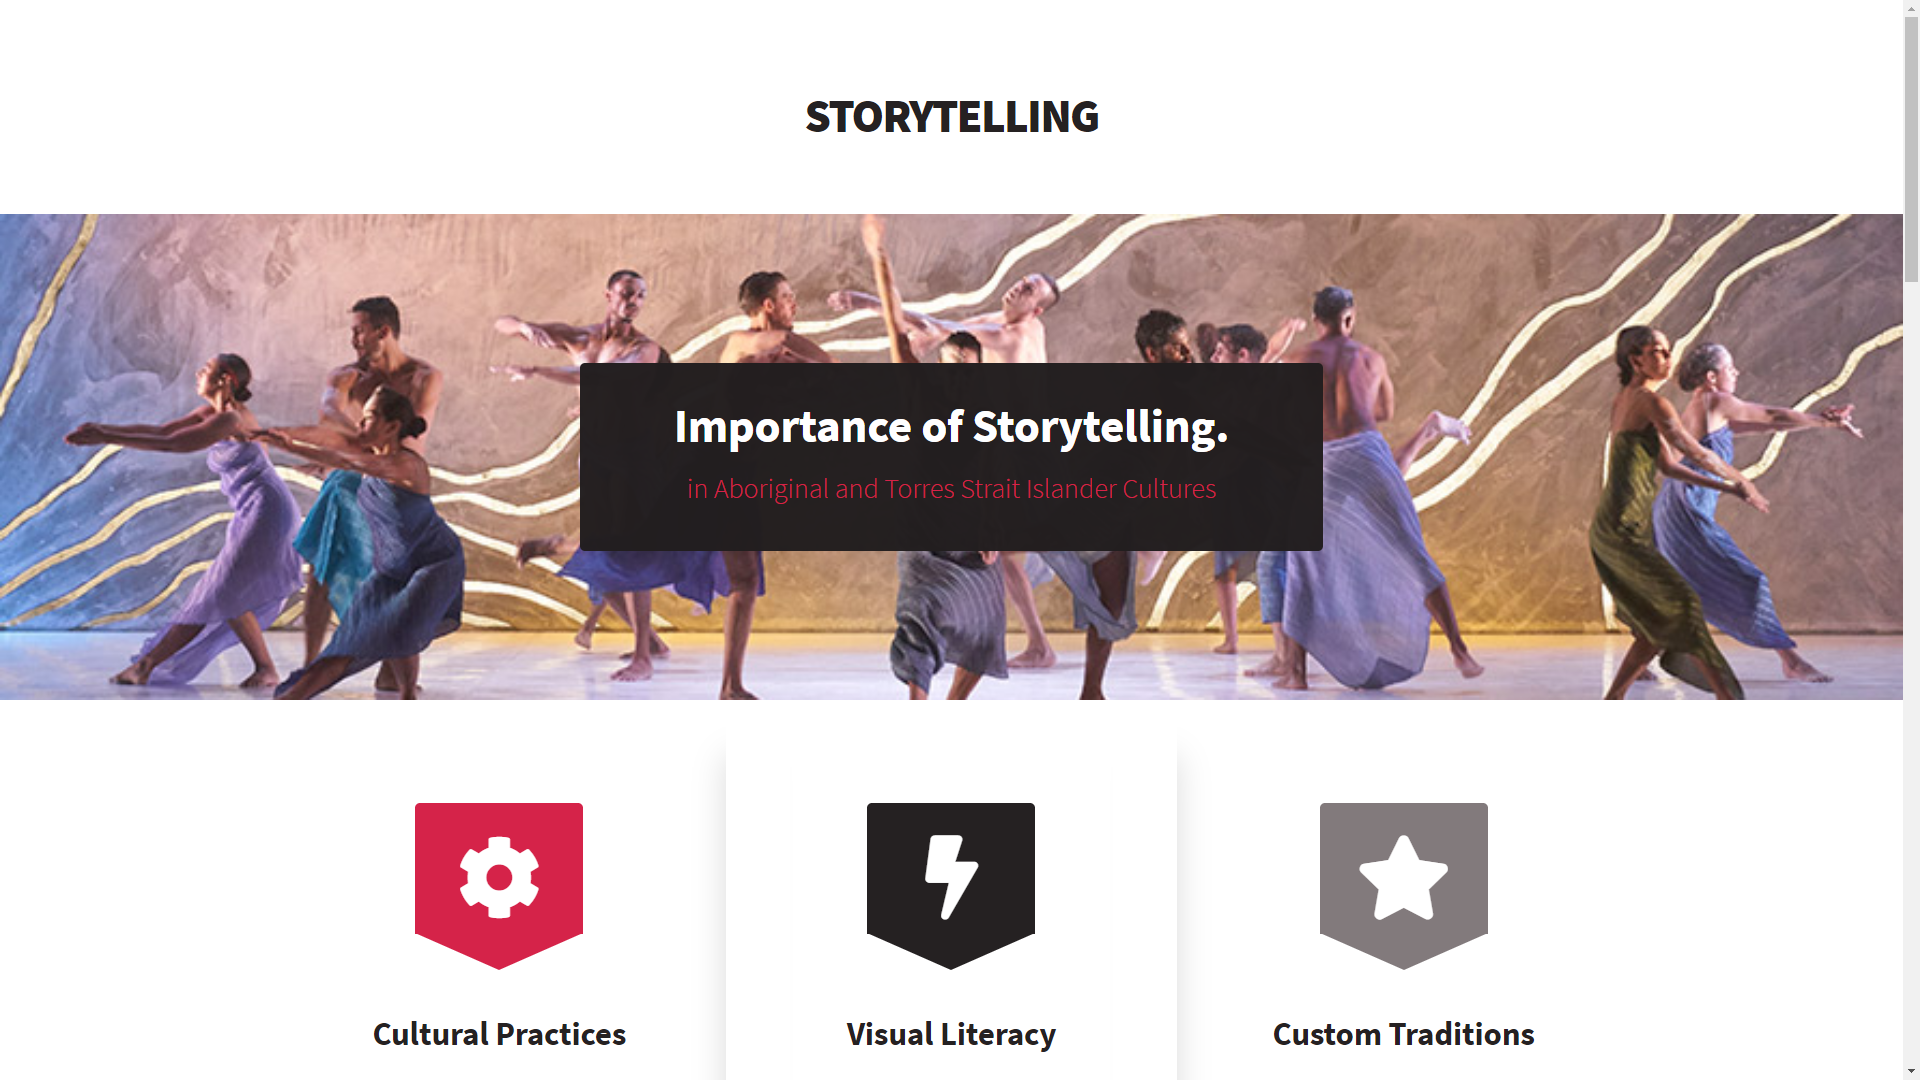 STORYTELLING
Importance of Storytelling.
in Aboriginal and Torres Strait Islander Cultures
Cultural Practices
Visual Literacy
Custom Traditions